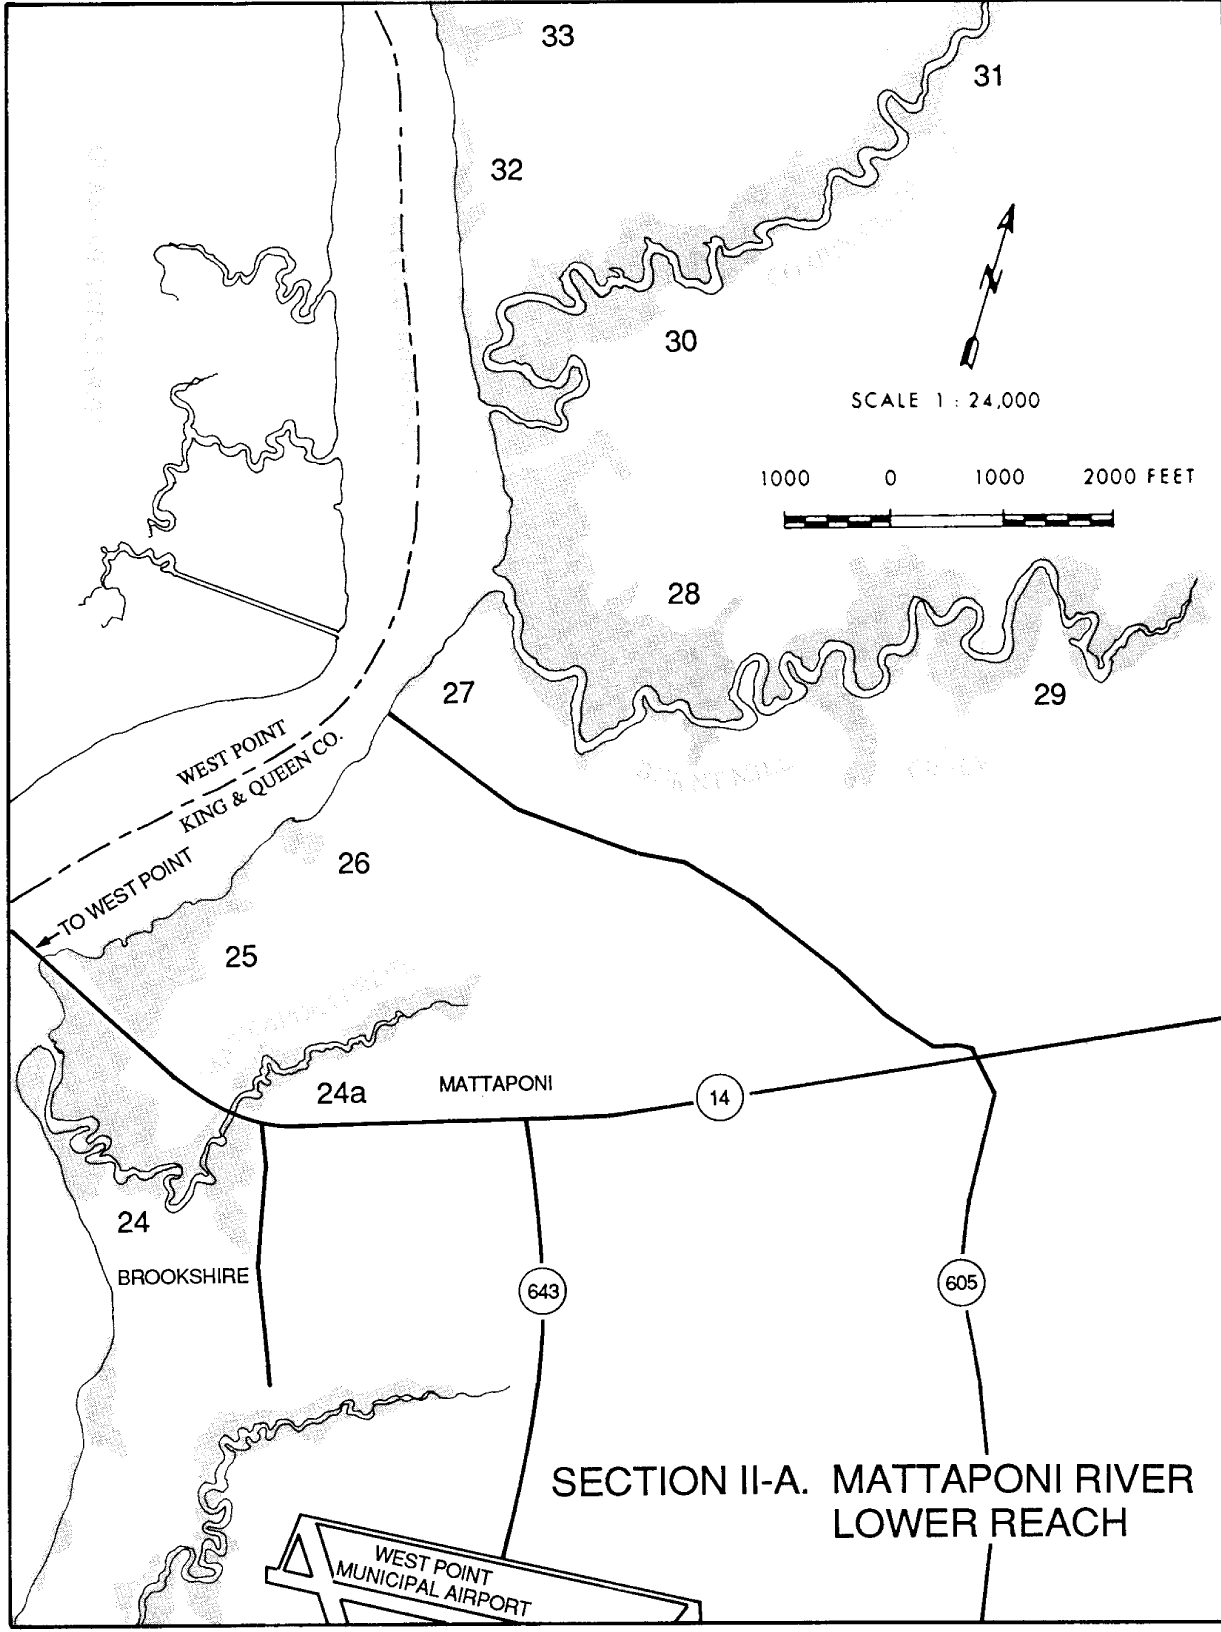 33
31
32
N
30
SCALE 1 : 24,000
1000 0 1000 2000 FEET
28
29
27
WEST POINT
KING & QUEEN CO.
26
TO WEST POINT
25
24a
MATTAPONI
14
24
BROOKSHIRE
643
605
SECTION II-A. MATTAPONI RIVER
LOWER REACH
WEST POINT
MUNICIPAL AIRPORT